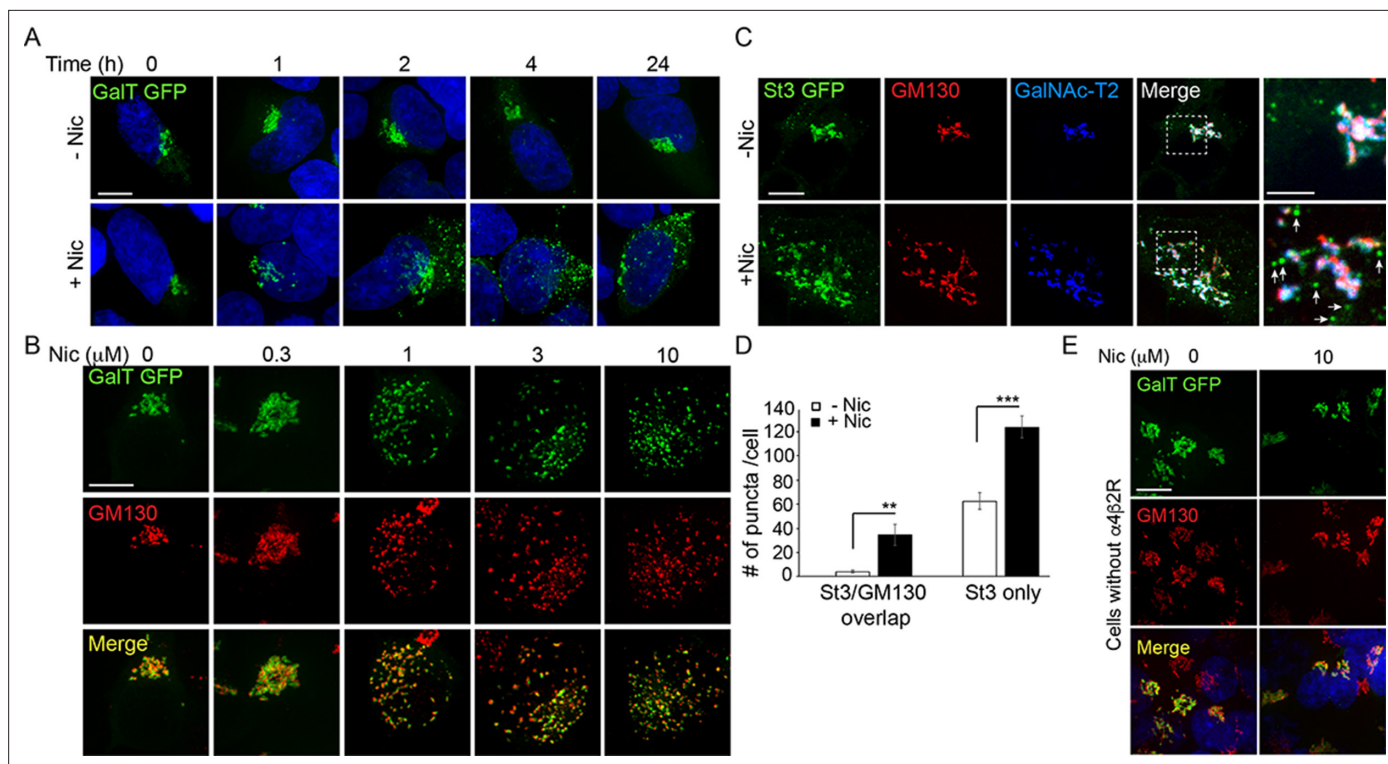 A
Time (h) 0 1 2 4 24
GalT GFP
- Nic
+ Nic
B
Nic (μM) 0 0.3 1 3 10
GalT GFP
GM130
Merge
C
St3 GFP GM130 GalNAc-T2 Merge
-Nic
+Nic
D
# of puncta /cell
140
120
100
80
60
40
20
0
- Nic
+ Nic
**
***
St3/GM130
overlap
St3 only
E
Nic (μM) 0 10
Cells without α4β2R
GalT GFP
GM130
Merge